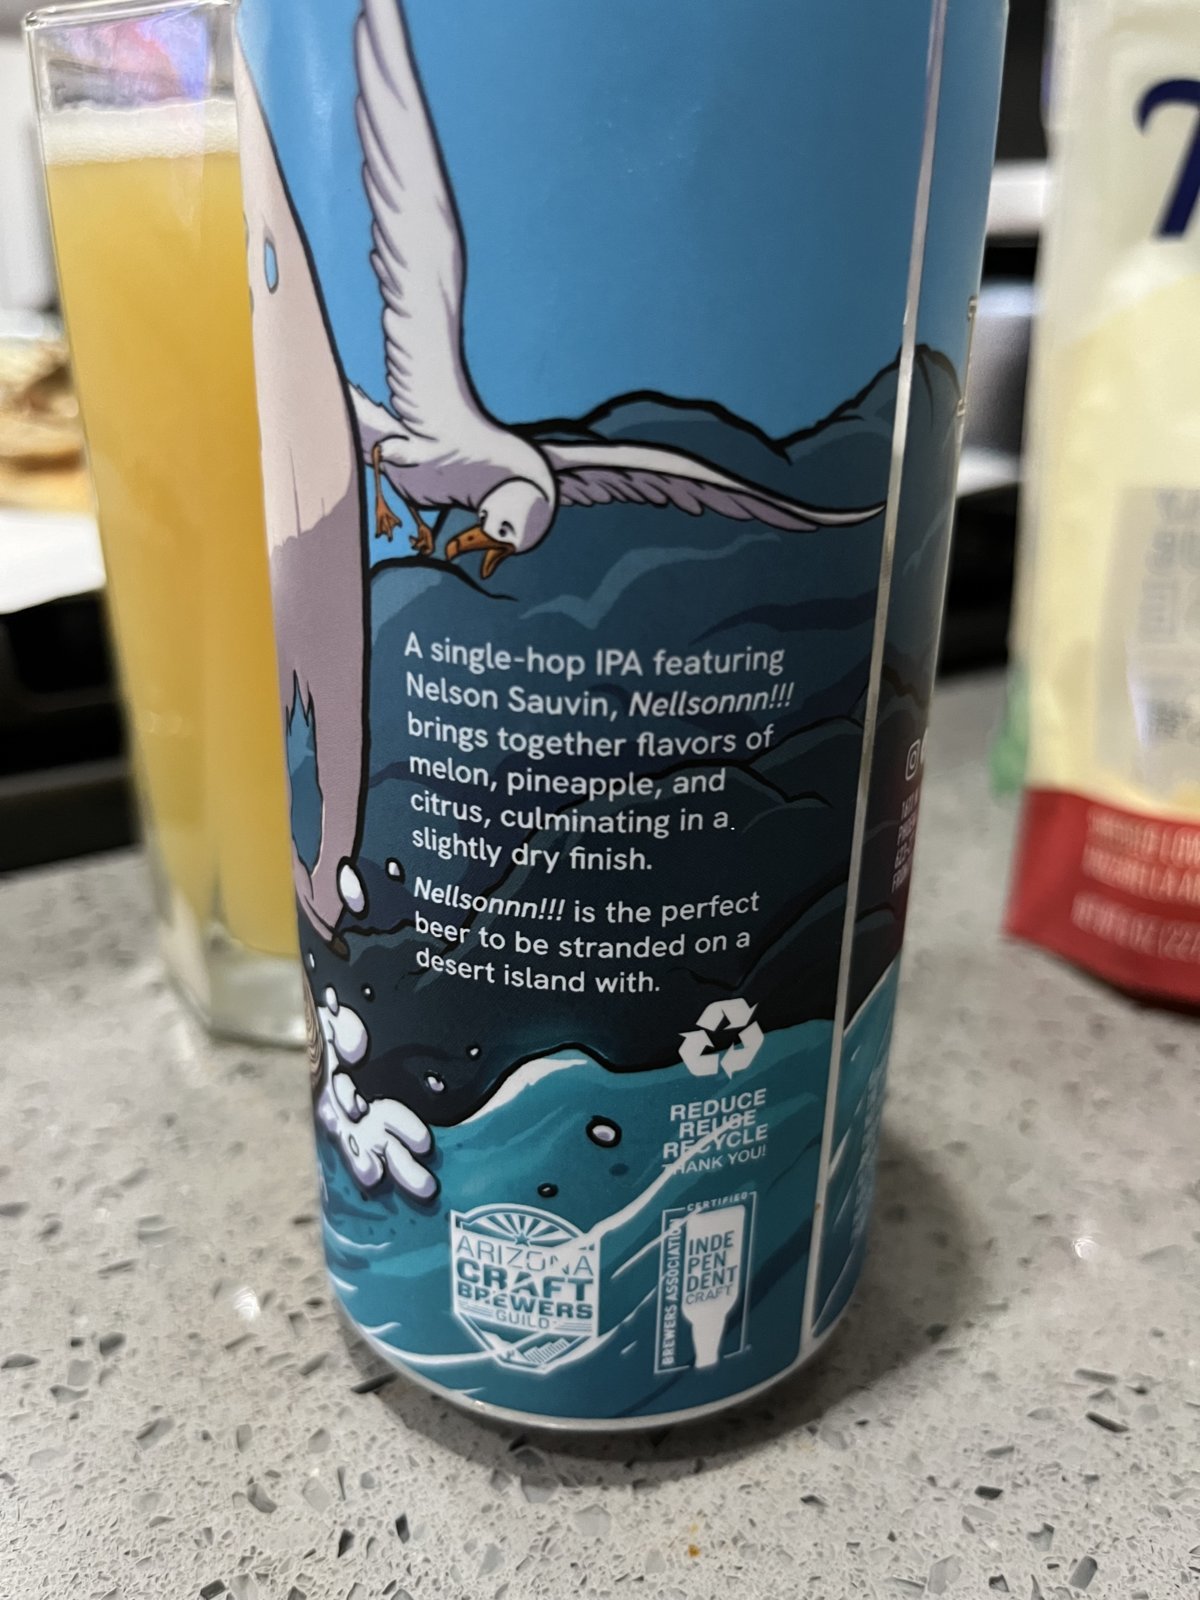 A single-hop IPA featuring
Nelson Sauvin, Nellsonnn!!!
brings together flavors of
melon, pineapple, and
citrus, culminating in a
slightly dry finish.
Nellsonnn!!! is the perfect
beer to be stranded on a
desert island with.
REDUCE
REUSE
RECYCLE
THANK YOU!
ARIZONA
CRAFT
BREWERS
GUILD
CERTIFIED
BREWERS ASSOCIATION
INDE
PEN
DENT
CRAFT